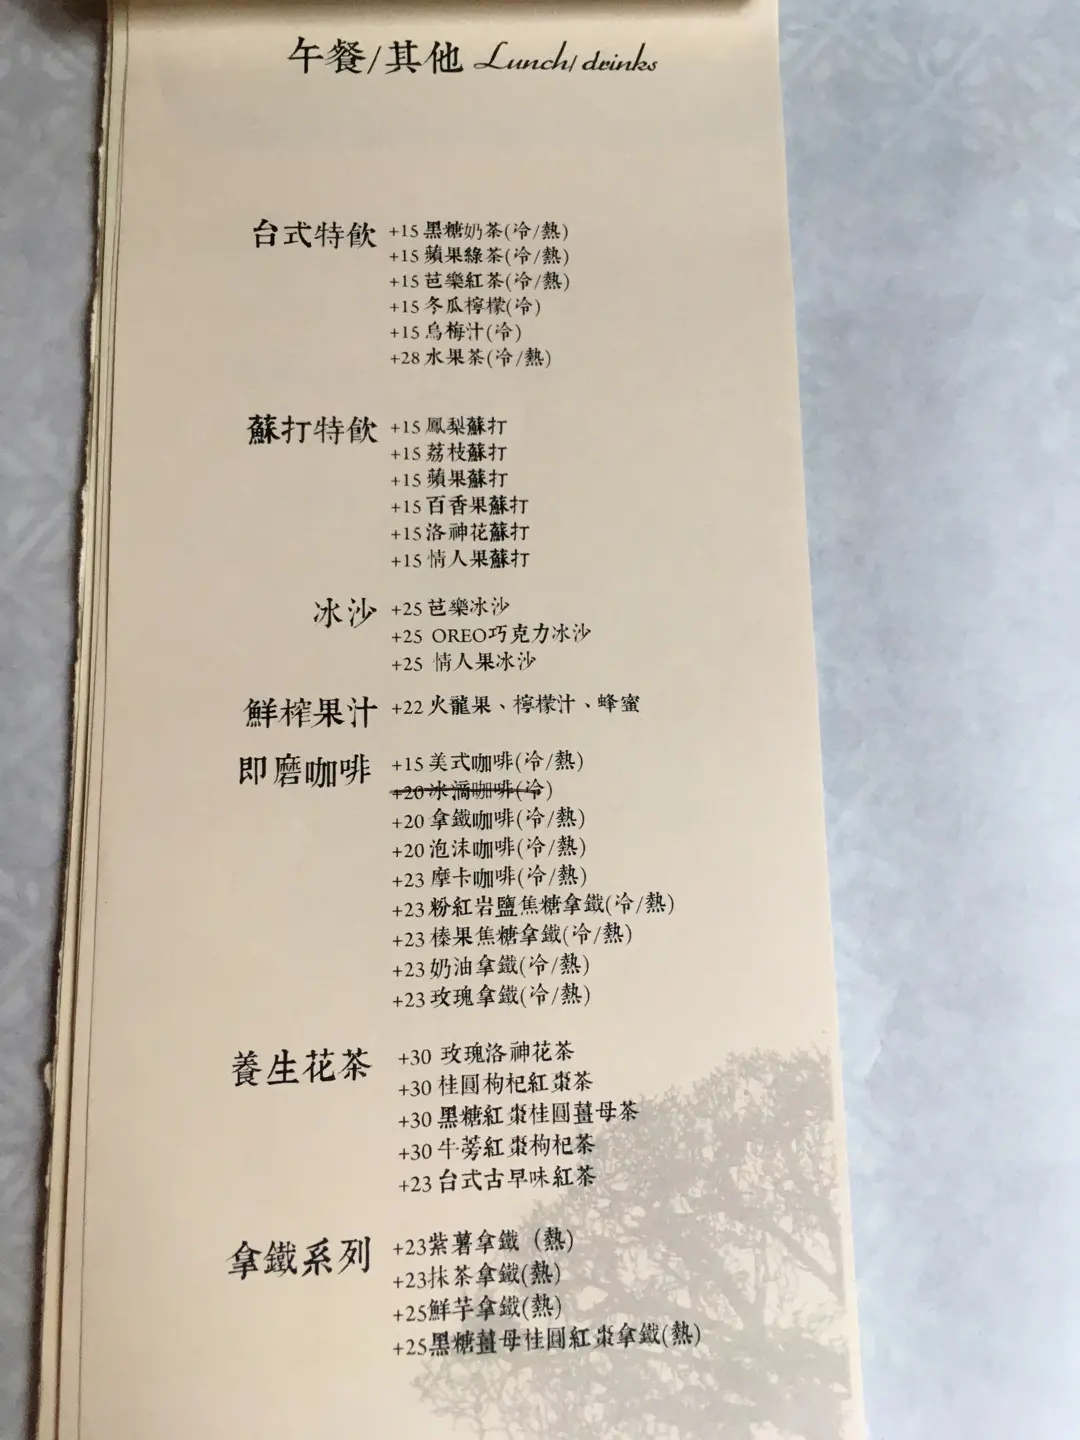 午餐/其他 Lunch/ drinks
台式特飲
+15 黑糖奶茶(冷/熱)
+15 蘋果綠茶(冷/熱)
+15 芭樂紅茶(冷/熱)
+15 冬瓜檸檬(冷)
+15 烏梅汁(冷)
+28 水果茶(冷/熱)
蘇打特飲
+15 鳳梨蘇打
+15 荔枝蘇打
+15 蘋果蘇打
+15 百香果蘇打
+15 洛神花蘇打
+15 情人果蘇打
冰沙
+25 芭樂冰沙
+25 OREO巧克力冰沙
+25 情人果冰沙
鮮榨果汁
+22 火龍果、檸檬汁、蜂蜜
即磨咖啡
+15 美式咖啡(冷/熱)
+20 冰滴咖啡(冷)
+20 拿鐵咖啡(冷/熱)
+20 泡沫咖啡(冷/熱)
+23 摩卡咖啡(冷/熱)
+23 粉紅岩鹽焦糖拿鐵(冷/熱)
+23 榛果焦糖拿鐵(冷/熱)
+23 奶油拿鐵(冷/熱)
+23 玫瑰拿鐵(冷/熱)
養生花茶
+30 玫瑰洛神花茶
+30 桂圓枸杞紅棗茶
+30 黑糖紅棗桂圓薑母茶
+30 牛蒡紅棗枸杞茶
+23 台式古早味紅茶
拿鐵系列
+23紫薯拿鐵 (熱)
+23抹茶拿鐵(熱)
+25鮮芋拿鐵(熱)
+25黑糖薑母桂圓紅棗拿鐵(熱)